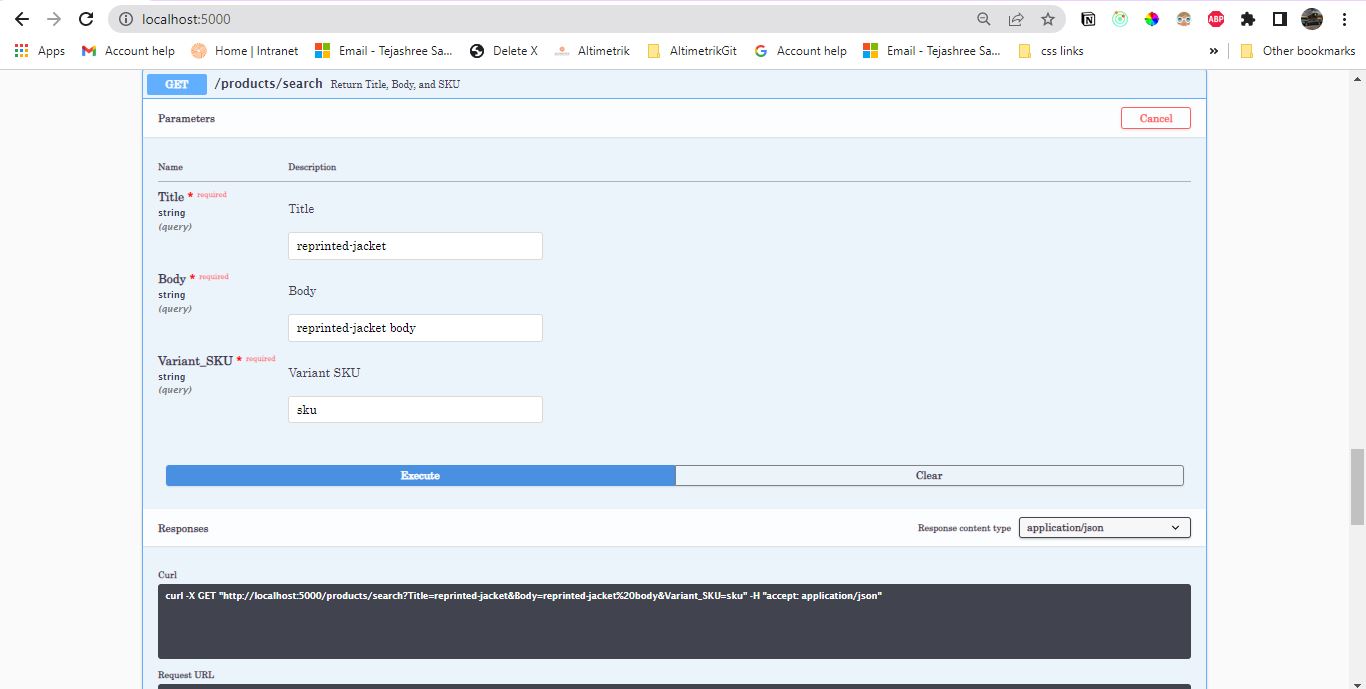 localhost:5000
ABP
Apps Account help Home | Intranet Email - Tejashree Sa... Delete X Altimetrik AltimetrikGit Account help Email - Tejashree Sa... css links » Other bookmarks
GET /products/search Return Title, Body, and SKU
Parameters Cancel
Name Description
Title * required
string
(query)
Title
reprinted-jacket
Body * required
string
(query)
Body
reprinted-jacket body
Variant_SKU * required
string
(query)
Variant SKU
sku
Execute Clear
Responses Response content type application/json
Curl
curl -X GET "http://localhost:5000/products/search?Title=reprinted-jacket&Body=reprinted-jacket%20body&Variant_SKU=sku" -H "accept: application/json"
Request URL